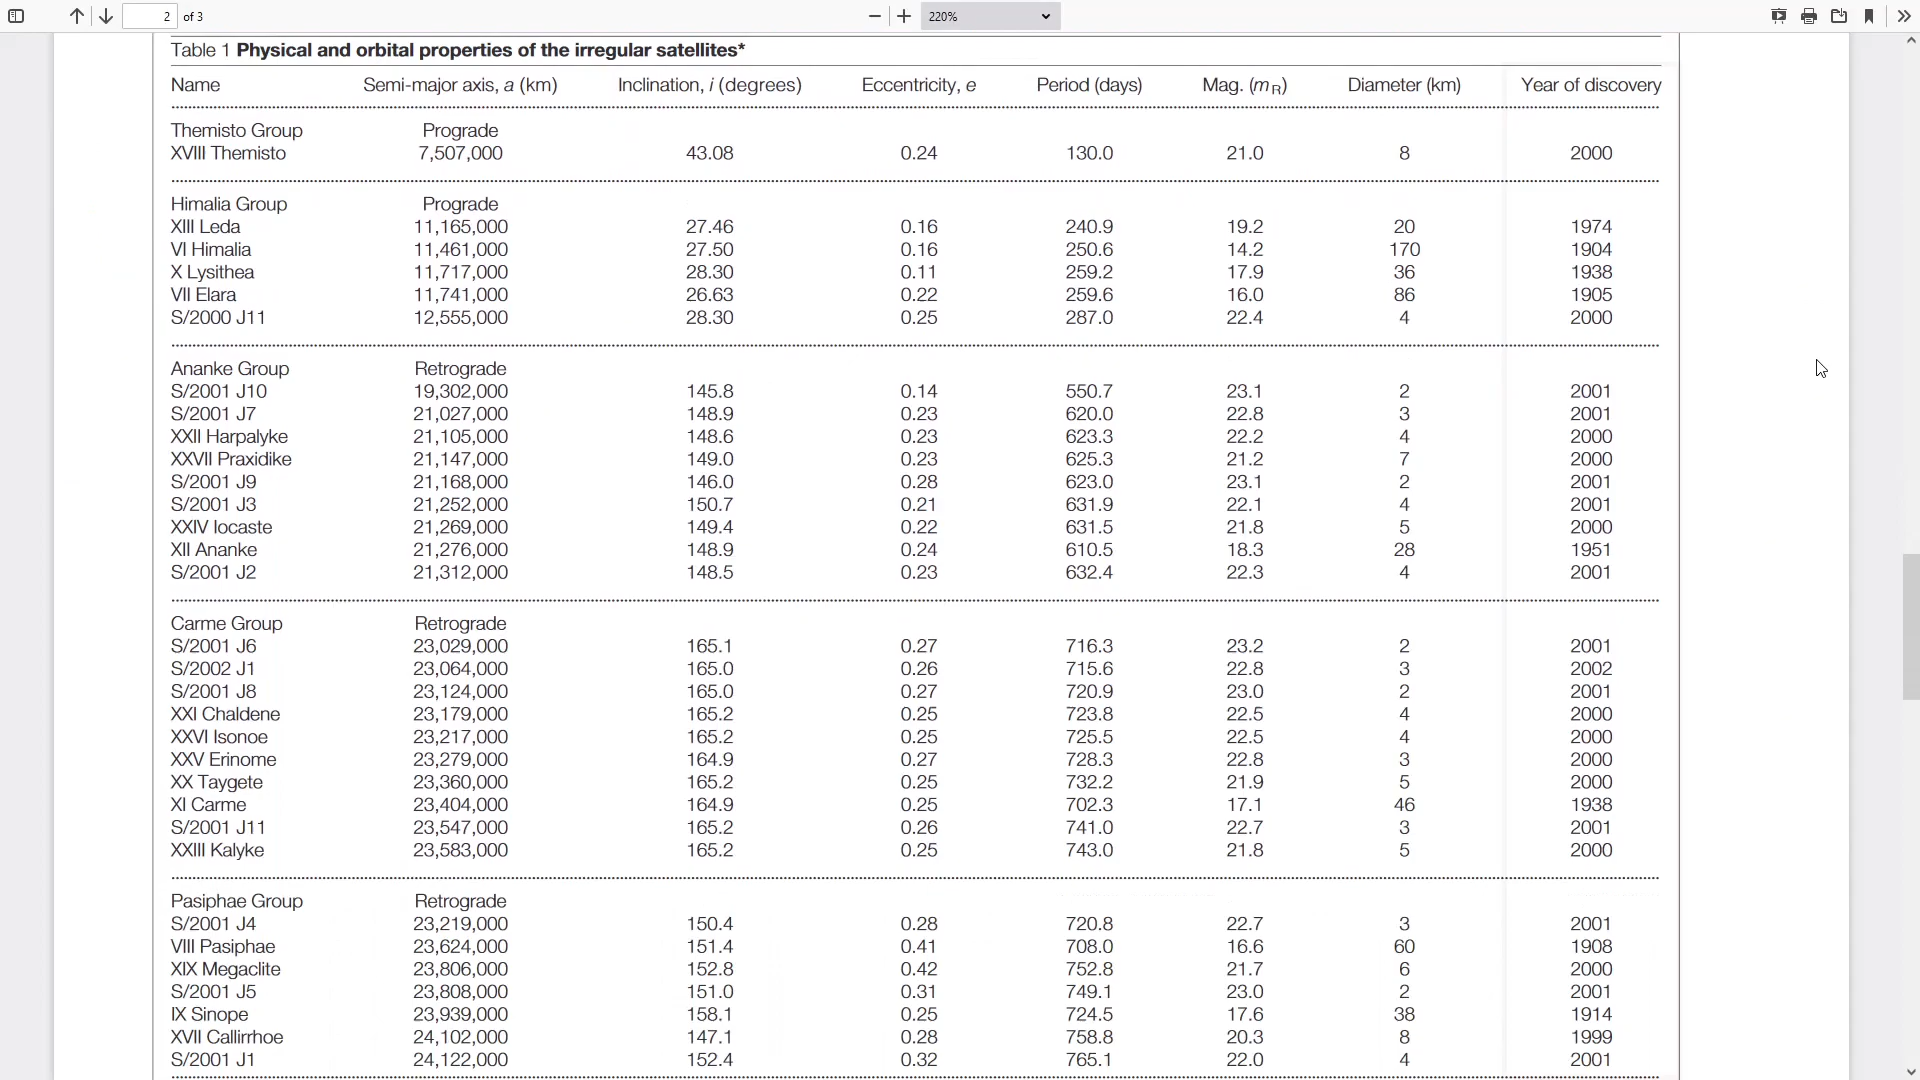 2 of 3 220%
Table 1 Physical and orbital properties of the irregular satellites*
Name Semi-major axis, a (km) Inclination, i (degrees) Eccentricity, e Period (days) Mag. (mR) Diameter (km) Year of discovery
Themisto Group Prograde
XVIII Themisto 7,507,000 43.08 0.24 130.0 21.0 8 2000
Himalia Group Prograde
XIII Leda 11,165,000 27.46 0.16 240.9 19.2 20 1974
VI Himalia 11,461,000 27.50 0.16 250.6 14.2 170 1904
X Lysithea 11,717,000 28.30 0.11 259.2 17.9 36 1938
VII Elara 11,741,000 26.63 0.22 259.6 16.0 86 1905
S/2000 J11 12,555,000 28.30 0.25 287.0 22.4 4 2000
Ananke Group Retrograde
S/2001 J10 19,302,000 145.8 0.14 550.7 23.1 2 2001
S/2001 J7 21,027,000 148.9 0.23 620.0 22.8 3 2001
XXII Harpalyke 21,105,000 148.6 0.23 623.3 22.2 4 2000
XXVII Praxidike 21,147,000 149.0 0.23 625.3 21.2 7 2000
S/2001 J9 21,168,000 146.0 0.28 623.0 23.1 2 2001
S/2001 J3 21,252,000 150.7 0.21 631.9 22.1 4 2001
XXIV Iocaste 21,269,000 149.4 0.22 631.5 21.8 5 2000
XII Ananke 21,276,000 148.9 0.24 610.5 18.3 28 1951
S/2001 J2 21,312,000 148.5 0.23 632.4 22.3 4 2001
Carme Group Retrograde
S/2001 J6 23,029,000 165.1 0.27 716.3 23.2 2 2001
S/2002 J1 23,064,000 165.0 0.26 715.6 22.8 3 2002
S/2001 J8 23,124,000 165.0 0.27 720.9 23.0 2 2001
XXI Chaldene 23,179,000 165.2 0.25 723.8 22.5 4 2000
XXVI Isonoe 23,217,000 165.2 0.25 725.5 22.5 4 2000
XXV Erinome 23,279,000 164.9 0.27 728.3 22.8 3 2000
XX Taygete 23,360,000 165.2 0.25 732.2 21.9 5 2000
XI Carme 23,404,000 164.9 0.25 702.3 17.1 46 1938
S/2001 J11 23,547,000 165.2 0.26 741.0 22.7 3 2001
XXIII Kalyke 23,583,000 165.2 0.25 743.0 21.8 5 2000
Pasiphae Group Retrograde
S/2001 J4 23,219,000 150.4 0.28 720.8 22.7 3 2001
VIII Pasiphae 23,624,000 151.4 0.41 708.0 16.6 60 1908
XIX Megaclite 23,806,000 152.8 0.42 752.8 21.7 6 2000
S/2001 J5 23,808,000 151.0 0.31 749.1 23.0 2 2001
IX Sinope 23,939,000 158.1 0.25 724.5 17.6 38 1914
XVII Callirrhoe 24,102,000 147.1 0.28 758.8 20.3 8 1999
S/2001 J1 24,122,000 152.4 0.32 765.1 22.0 4 2001